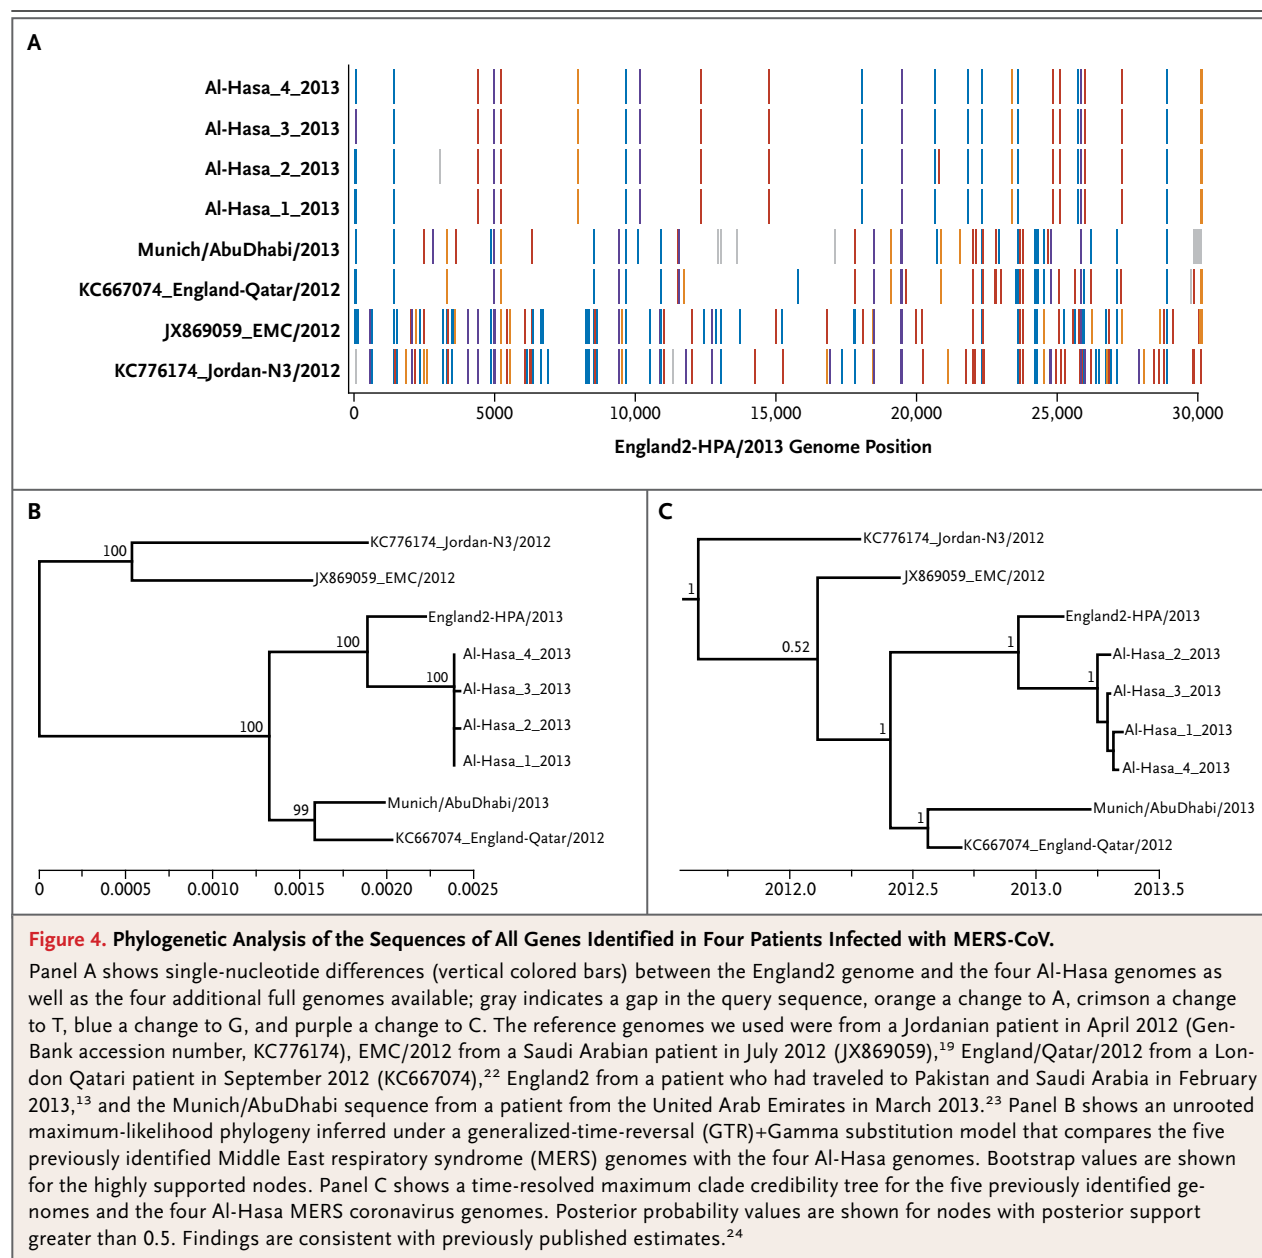 A
Al-Hasa_4_2013
Al-Hasa_3_2013
Al-Hasa_2_2013
Al-Hasa_1_2013
Munich/AbuDhabi/2013
KC667074_England-Qatar/2012
JX869059_EMC/2012
KC776174_Jordan-N3/2012
0 5000 10,000 15,000 20,000 25,000 30,000
England2-HPA/2013 Genome Position
B
KC776174_Jordan-N3/2012
100
JX869059_EMC/2012
England2-HPA/2013
100
Al-Hasa_4_2013
100
Al-Hasa_3_2013
Al-Hasa_2_2013
100
Al-Hasa_1_2013
Munich/AbuDhabi/2013
99
KC667074_England-Qatar/2012
0 0.0005 0.0010 0.0015 0.0020 0.0025
C
KC776174_Jordan-N3/2012
JX869059_EMC/2012
1
England2-HPA/2013
0.52
1
Al-Hasa_2_2013
1
Al-Hasa_3_2013
Al-Hasa_1_2013
1
Al-Hasa_4_2013
Munich/AbuDhabi/2013
1
KC667074_England-Qatar/2012
2012.0 2012.5 2013.0 2013.5
Figure 4. Phylogenetic Analysis of the Sequences of All Genes Identified in Four Patients Infected with MERS-CoV.
Panel A shows single-nucleotide differences (vertical colored bars) between the England2 genome and the four Al-Hasa genomes as
well as the four additional full genomes available; gray indicates a gap in the query sequence, orange a change to A, crimson a change
to T, blue a change to G, and purple a change to C. The reference genomes we used were from a Jordanian patient in April 2012 (Gen-
Bank accession number, KC776174), EMC/2012 from a Saudi Arabian patient in July 2012 (JX869059),¹⁹ England/Qatar/2012 from a Lon-
don Qatari patient in September 2012 (KC667074),²² England2 from a patient who had traveled to Pakistan and Saudi Arabia in February
2013,¹³ and the Munich/AbuDhabi sequence from a patient from the United Arab Emirates in March 2013.²³ Panel B shows an unrooted
maximum-likelihood phylogeny inferred under a generalized-time-reversal (GTR)+Gamma substitution model that compares the five
previously identified Middle East respiratory syndrome (MERS) genomes with the four Al-Hasa genomes. Bootstrap values are shown
for the highly supported nodes. Panel C shows a time-resolved maximum clade credibility tree for the five previously identified ge-
nomes and the four Al-Hasa MERS coronavirus genomes. Posterior probability values are shown for nodes with posterior support
greater than 0.5. Findings are consistent with previously published estimates.²⁴